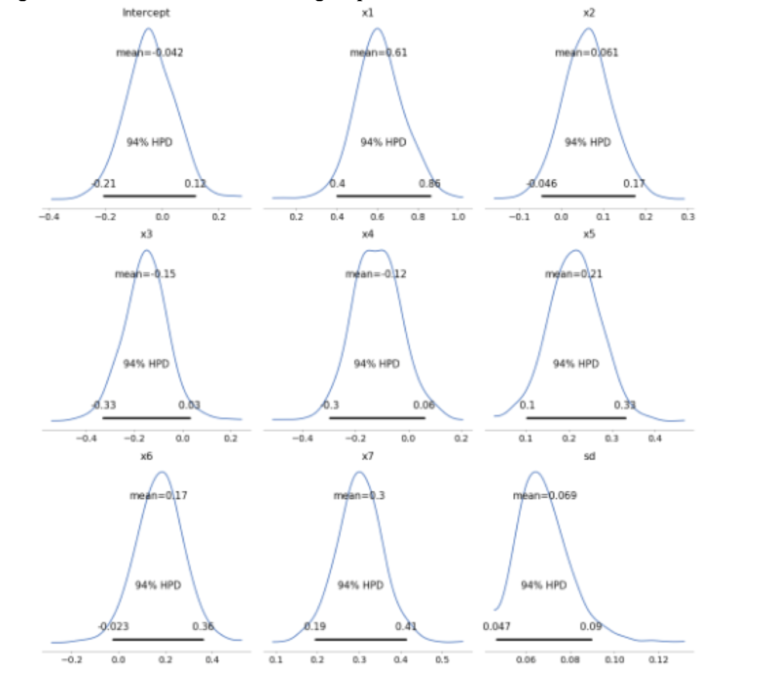 Intercept x1 x2
mean=-0.042 mean=0.61 mean=0.061
94% HPD 94% HPD 94% HPD
-0.21 0.12 0.4 0.86 -0.046 0.17
−0.4 −0.2 0.0 0.2 0.2 0.4 0.6 0.8 1.0 −0.1 0.0 0.1 0.2 0.3
x3 x4 x5
mean=-0.15 mean=-0.12 mean=0.21
94% HPD 94% HPD 94% HPD
-0.33 0.03 -0.3 0.06 0.1 0.33
−0.4 −0.2 0.0 0.2 −0.4 −0.2 0.0 0.2 0.1 0.2 0.3 0.4
x6 x7 sd
mean=0.17 mean=0.3 mean=0.069
94% HPD 94% HPD 94% HPD
-0.023 0.36 0.19 0.41 0.047 0.09
−0.2 0.0 0.2 0.4 0.1 0.2 0.3 0.4 0.5 0.06 0.08 0.10 0.12